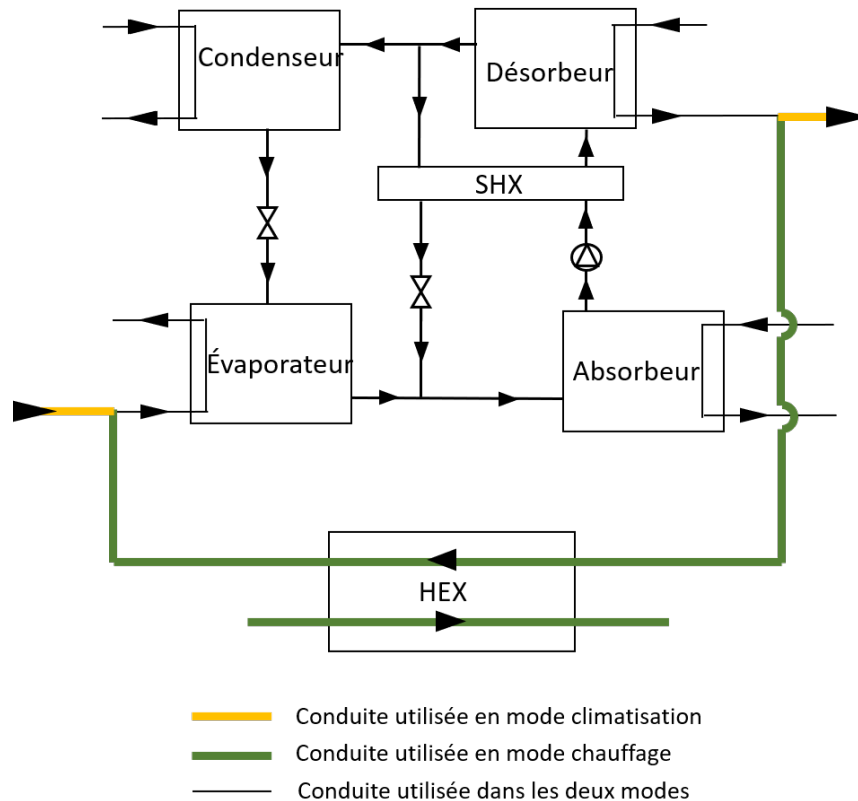 Condenseur
Désorbeur
SHX
Évaporateur
Absorbeur
HEX
Conduite utilisée en mode climatisation
Conduite utilisée en mode chauffage
Conduite utilisée dans les deux modes